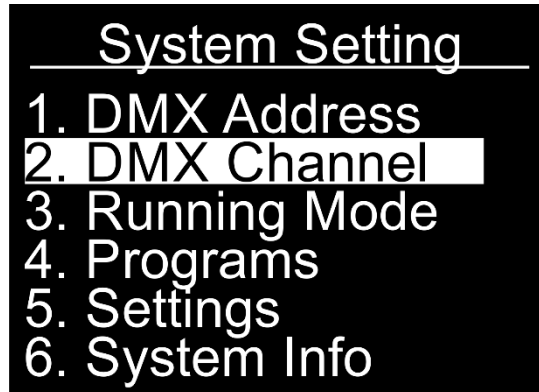 System Setting
1. DMX Address
2. DMX Channel
3. Running Mode
4. Programs
5. Settings
6. System Info